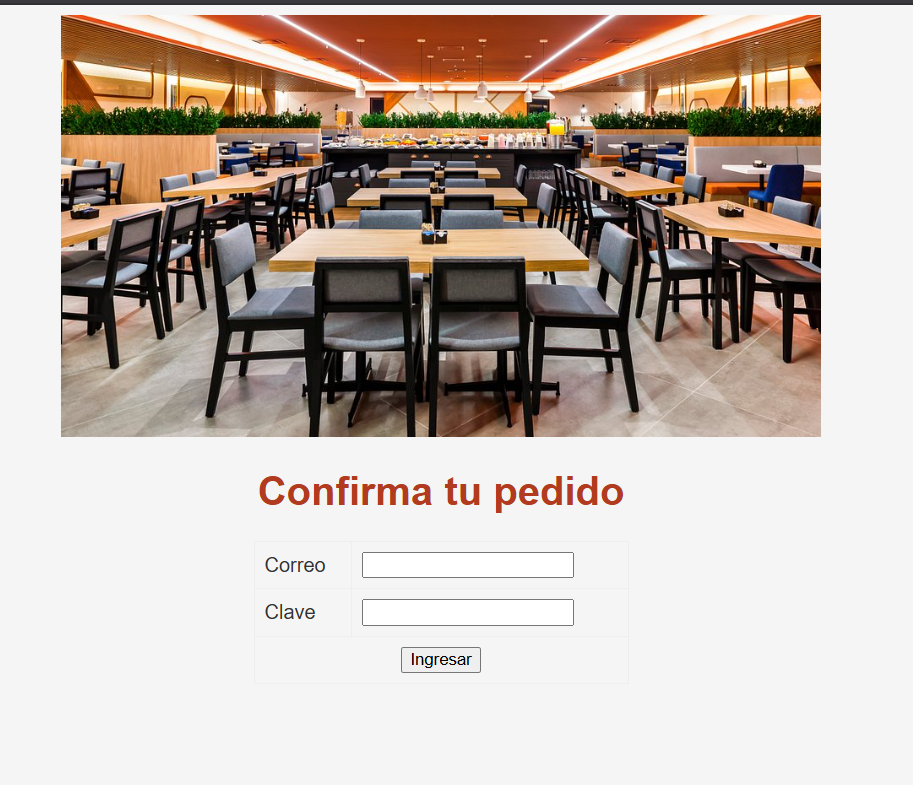 Confirma tu pedido
Correo
Clave
Ingresar